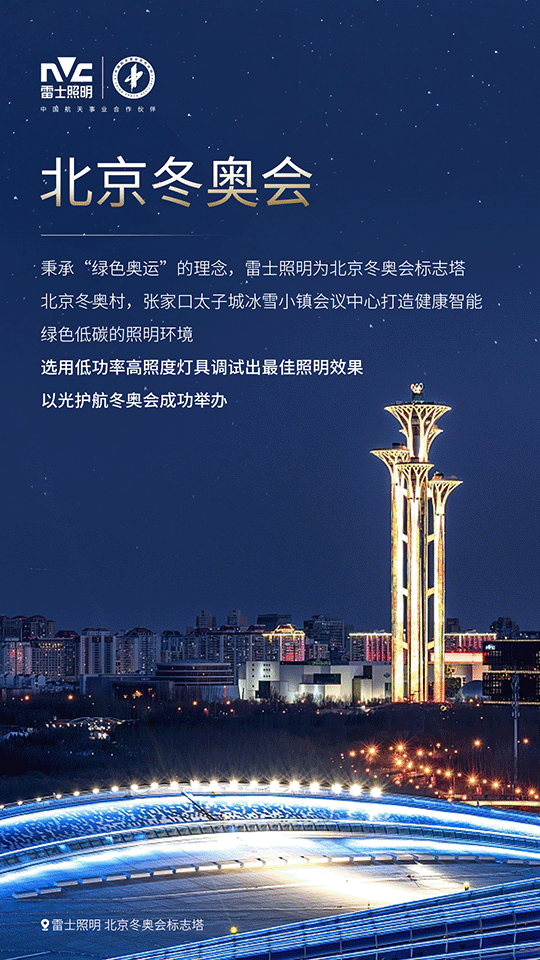 NVC
雷士照明
中国航天事业合作伙伴
北京冬奥会
秉承“绿色奥运”的理念，雷士照明为北京冬奥会标志塔
北京冬奥村，张家口太子城冰雪小镇会议中心打造健康智能
绿色低碳的照明环境
选用低功率高照度灯具调试出最佳照明效果
以光护航冬奥会成功举办
雷士照明 北京冬奥会标志塔